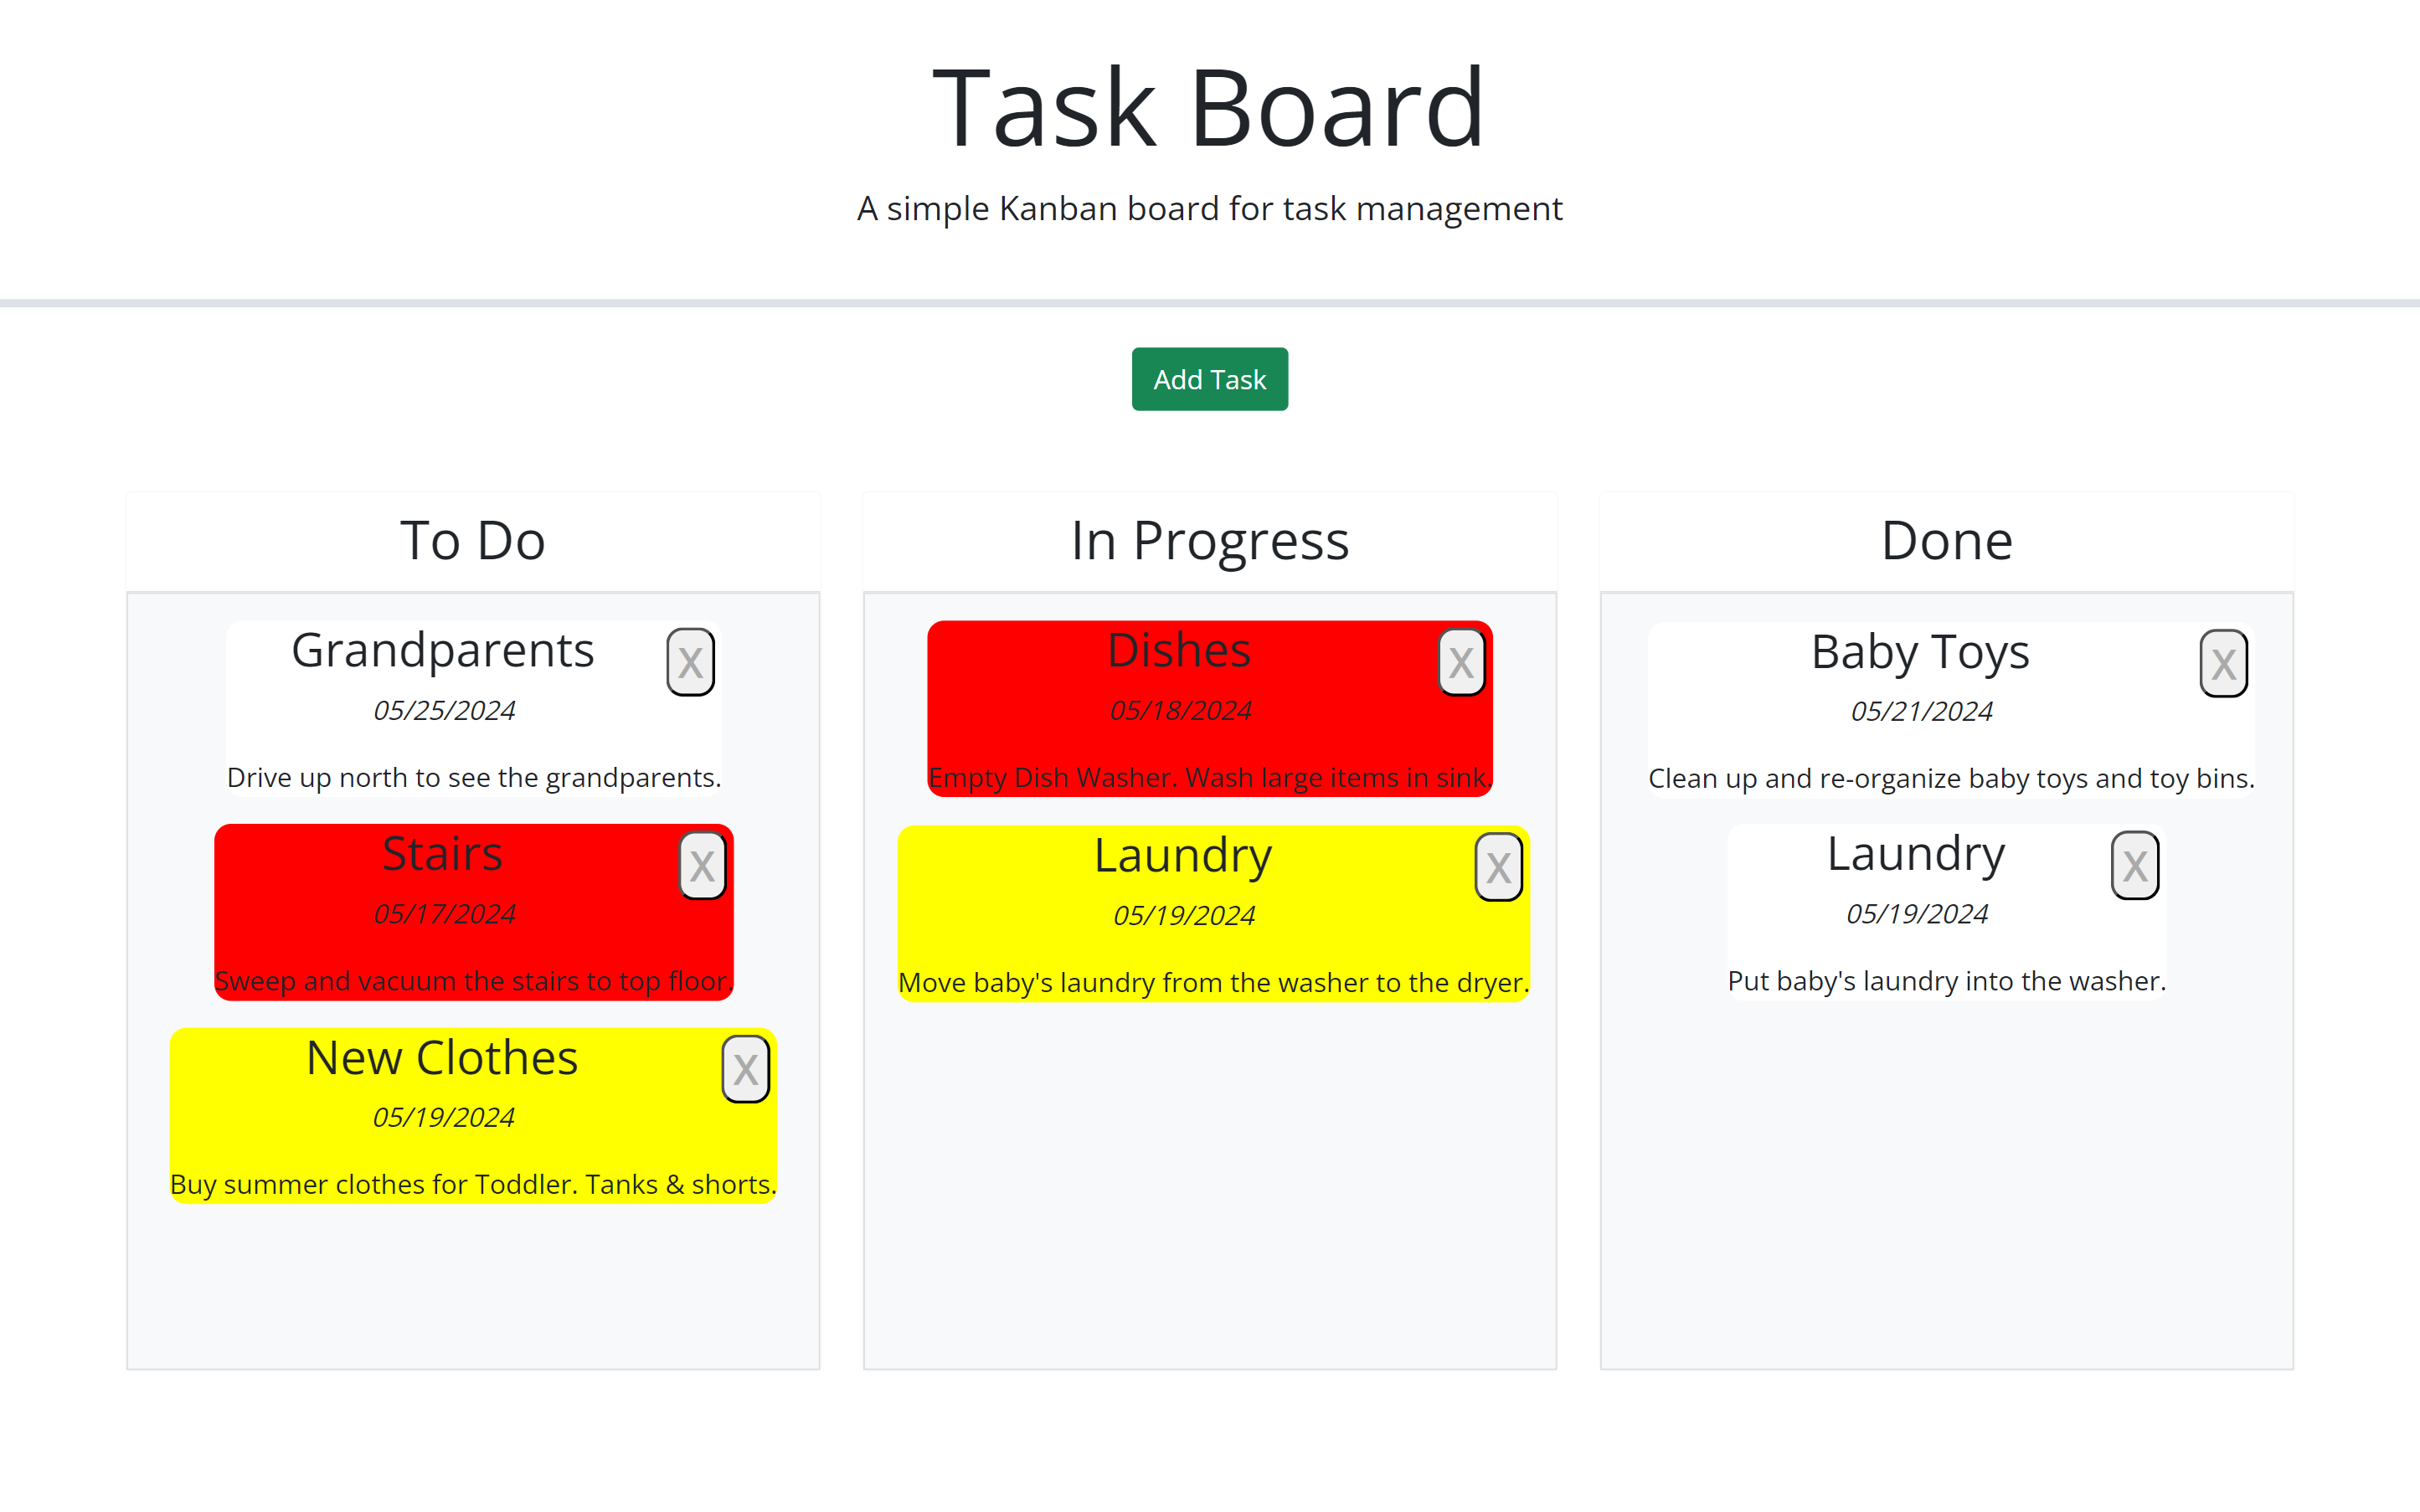 Task Board
A simple Kanban board for task management
Add Task
To Do
Grandparents
X
05/25/2024
Drive up north to see the grandparents.
Stairs
X
05/17/2024
Sweep and vacuum the stairs to top floor.
New Clothes
X
05/19/2024
Buy summer clothes for Toddler. Tanks & shorts.
In Progress
Dishes
X
05/18/2024
Empty Dish Washer. Wash large items in sink.
Laundry
X
05/19/2024
Move baby's laundry from the washer to the dryer.
Done
Baby Toys
X
05/21/2024
Clean up and re-organize baby toys and toy bins.
Laundry
X
05/19/2024
Put baby's laundry into the washer.